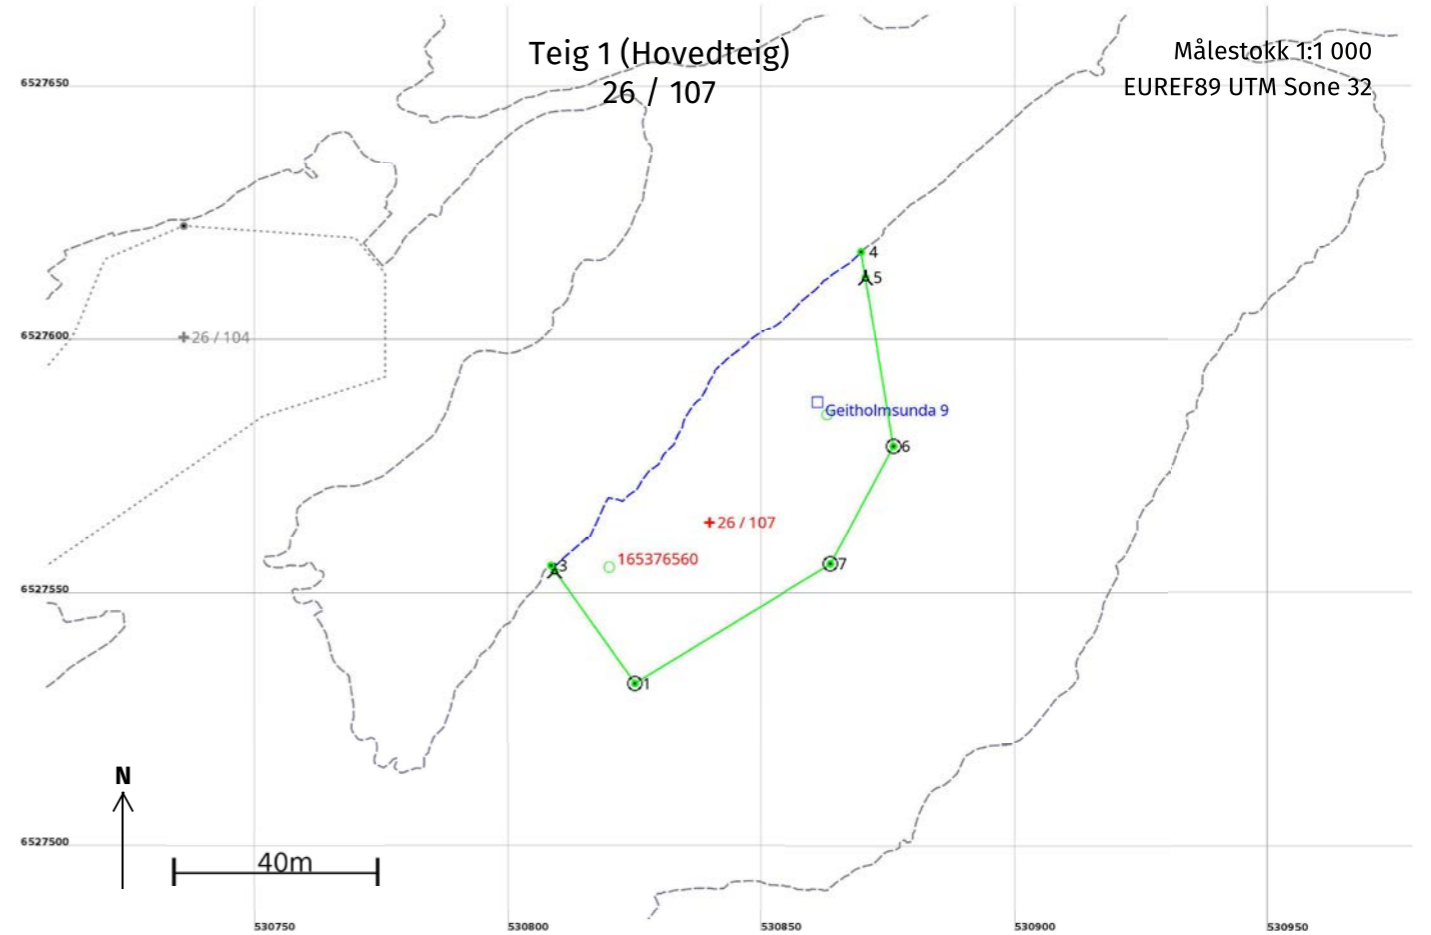 Teig 1 (Hovedteig)
26 / 107
Målestokk 1:1 000
EUREF89 UTM Sone 32
6527650
4
5
6527600
26 / 104
Geitholmsunda 9
6
26 / 107
165376560
3
7
6527550
1
N
6527500
40m
530750
530800
530850
530900
530950